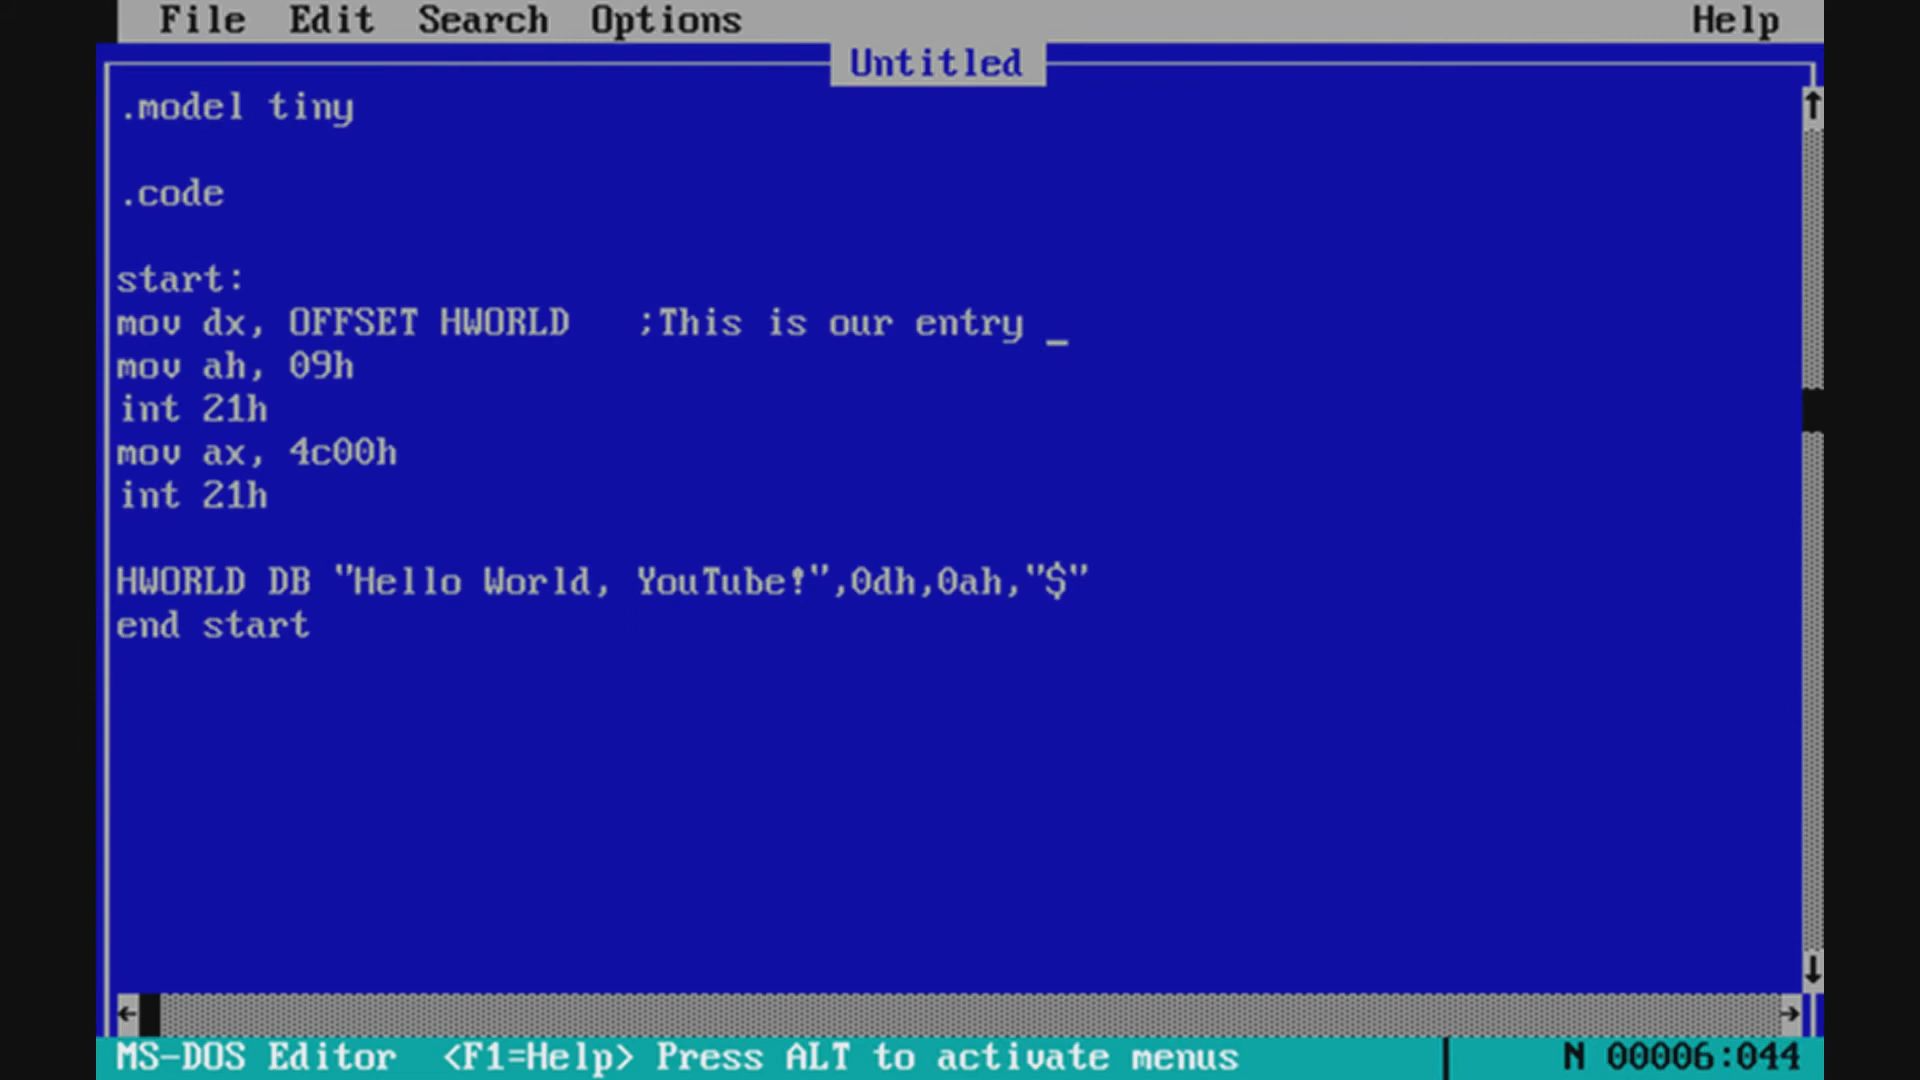 File Edit Search Options Help
Untitled
.model tiny
.code
start:
mov dx, OFFSET HWORLD ;This is our entry _
mov ah, 09h
int 21h
mov ax, 4c00h
int 21h
HWORLD DB "Hello World, YouTube!",0dh,0ah,"$"
end start
MS-DOS Editor <F1=Help> Press ALT to activate menus N 00006:044